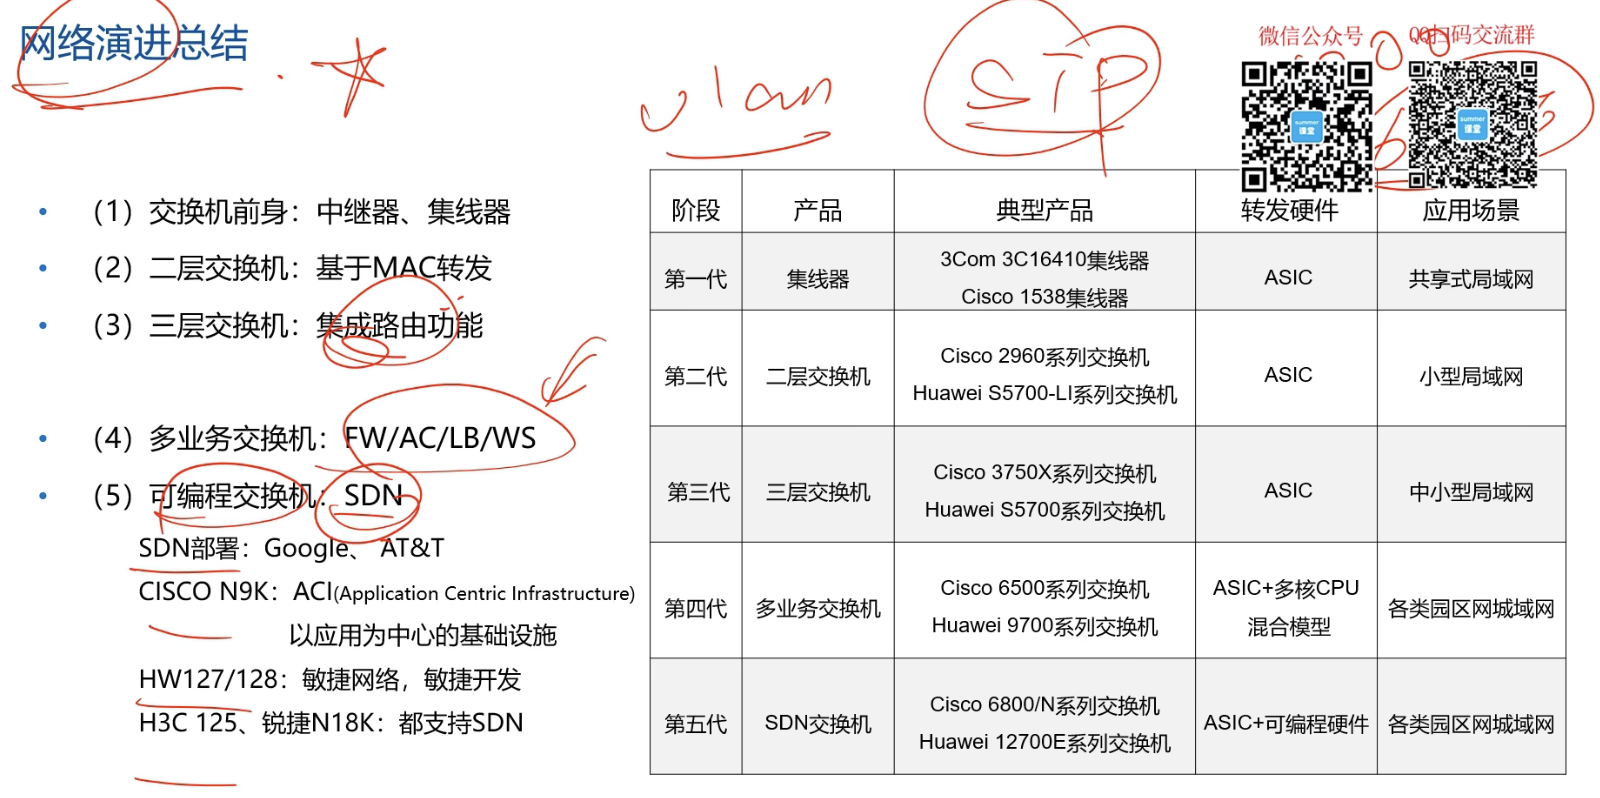 网络演进总结
vlan
STP
微信公众号
QQ扫码交流群
summer
课堂
summer
课堂
(1) 交换机前身：中继器、集线器
(2) 二层交换机：基于MAC转发
(3) 三层交换机：集成路由功能
(4) 多业务交换机：FW/AC/LB/WS
(5) 可编程交换机：SDN
SDN部署：Google、 AT&T
CISCO N9K：ACI(Application Centric Infrastructure)
以应用为中心的基础设施
HW127/128：敏捷网络，敏捷开发
H3C 125、锐捷N18K：都支持SDN
阶段 产品 典型产品 转发硬件 应用场景
第一代 集线器 3Com 3C16410集线器 ASIC 共享式局域网
Cisco 1538集线器
第二代 二层交换机 Cisco 2960系列交换机 ASIC 小型局域网
Huawei S5700-LI系列交换机
第三代 三层交换机 Cisco 3750X系列交换机 ASIC 中小型局域网
Huawei S5700系列交换机
第四代 多业务交换机 Cisco 6500系列交换机 ASIC+多核CPU 各类园区网城域网
Huawei 9700系列交换机 混合模型
第五代 SDN交换机 Cisco 6800/N系列交换机 ASIC+可编程硬件 各类园区网城域网
Huawei 12700E系列交换机